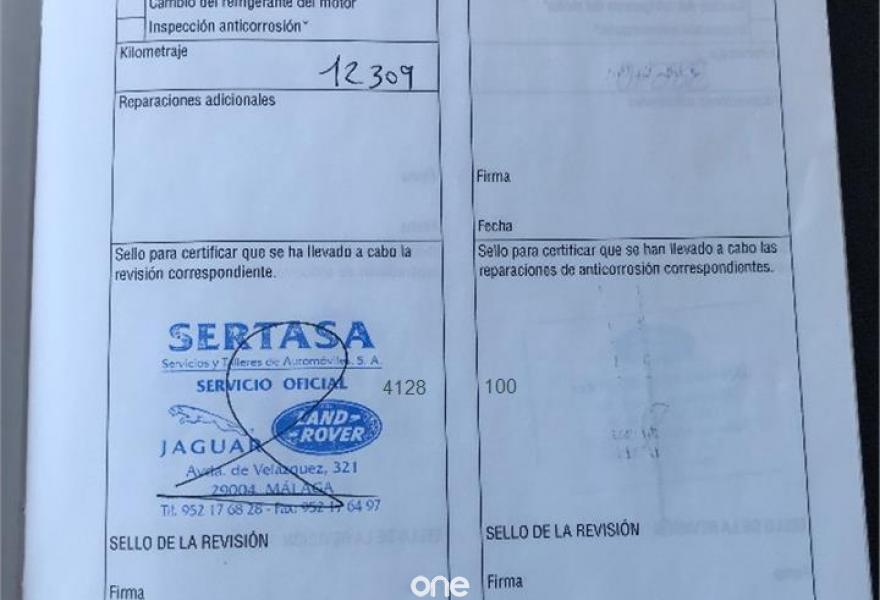 Cambio del refrigerante del motor
Inspección anticorrosión*
Kilometraje
12309
Reparaciones adicionales
Sello para certificar que se ha llevado a cabo la
revisión correspondiente.
SERTASA
Servicios y Talleres de Automóviles, S. A.
SERVICIO OFICIAL
4128
JAGUAR
LAND-
-ROVER
Avda. de Velázquez, 321
29004 MÁLAGA
Tlf. 952 17 68 28 - Fax: 952 17 64 97
SELLO DE LA REVISIÓN
Firma
Firma
Fecha
Sello para certificar que se han llevado a cabo las
reparaciones de anticorrosión correspondientes.
100
SELLO DE LA REVISIÓN
Firma
one